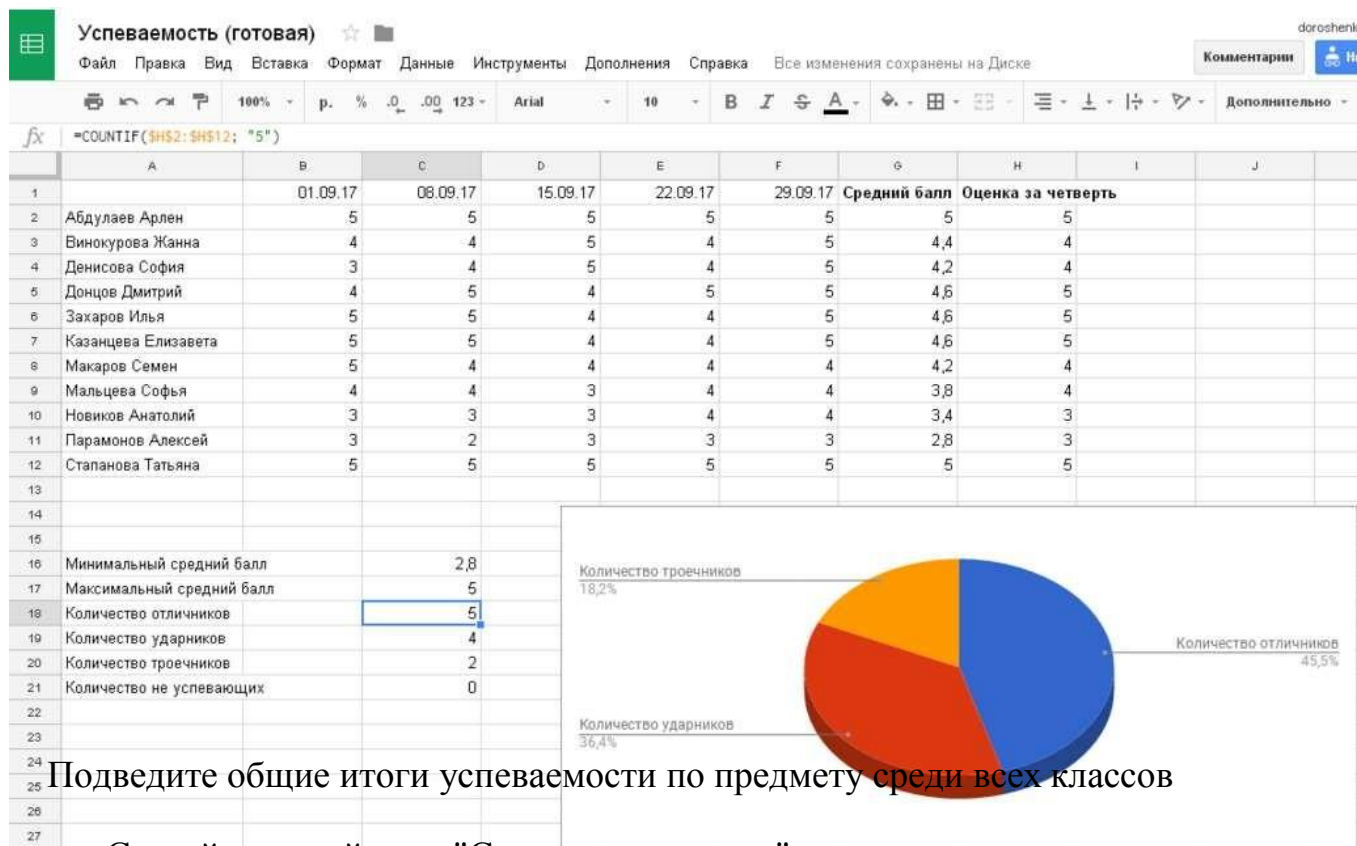 Успеваемость (готовая)
doroshenk
Файл Правка Вид Вставка Формат Данные Инструменты Дополнения Справка Все изменения сохранены на Диске
Комментарии
100% р. % .0 .00 123 Arial 10 B I S A Дополнительно
fx =COUNTIF($H$2:$H$12; "5")
A B C D E F G H I J
1 01.09.17 08.09.17 15.09.17 22.09.17 29.09.17 Средний балл Оценка за четверть
2 Абдулаев Арлен 5 5 5 5 5 5 5
3 Винокурова Жанна 4 4 5 4 5 4,4 4
4 Денисова София 3 4 5 4 5 4,2 4
5 Донцов Дмитрий 4 5 4 5 5 4,6 5
6 Захаров Илья 5 5 4 4 5 4,6 5
7 Казанцева Елизавета 5 5 4 4 5 4,6 5
8 Макаров Семен 5 4 4 4 4 4,2 4
9 Мальцева Софья 4 4 3 4 4 3,8 4
10 Новиков Анатолий 3 3 3 4 4 3,4 3
11 Парамонов Алексей 3 2 3 3 3 2,8 3
12 Стапанова Татьяна 5 5 5 5 5 5 5
13
14
15
16 Минимальный средний балл 2,8
17 Максимальный средний балл 5
18 Количество отличников 5
19 Количество ударников 4
20 Количество троечников 2
21 Количество не успевающих 0
22
23
24
25
26
27
Количество троечников
18,2%
Количество отличников
45,5%
Количество ударников
36,4%
Подведите общие итоги успеваемости по предмету среди всех классов